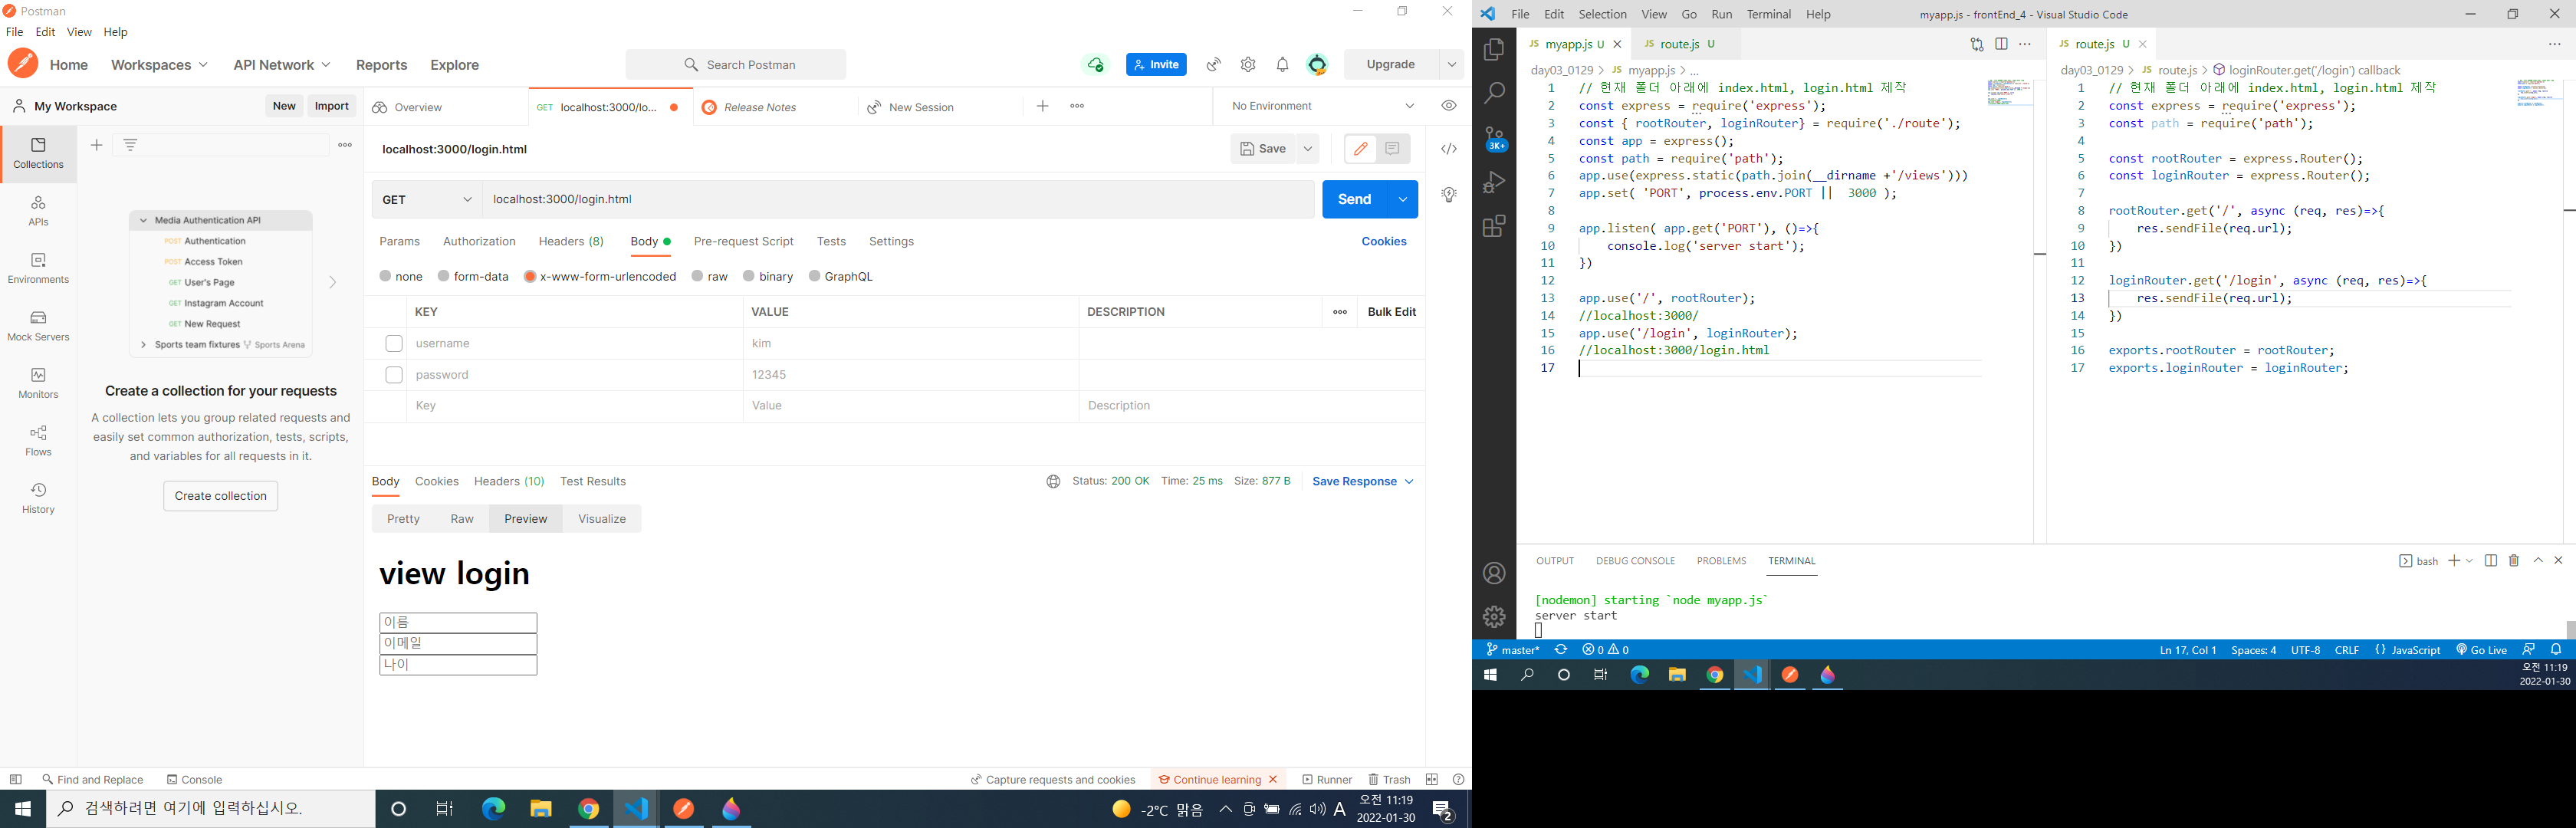 Postman
File Edit View Help
Home Workspaces API Network Reports Explore
Search Postman
Invite
Upgrade
My Workspace
New Import
Overview
GET localhost:3000/lo...
Release Notes
New Session
No Environment
Collections
APIs
Environments
Mock Servers
Monitors
Flows
History
Media Authentication API
POST Authentication
POST Access Token
GET User's Page
GET Instagram Account
GET New Request
Sports team fixtures Sports Arena
Create a collection for your requests
A collection lets you group related requests and
easily set common authorization, tests, scripts,
and variables for all requests in it.
Create collection
localhost:3000/login.html
Save
GET localhost:3000/login.html
Send
Params Authorization Headers (8) Body Pre-request Script Tests Settings
Cookies
none form-data x-www-form-urlencoded raw binary GraphQL
KEY VALUE DESCRIPTION
Bulk Edit
username kim
password 12345
Key Value Description
Body Cookies Headers (10) Test Results
Status: 200 OK Time: 25 ms Size: 877 B
Save Response
Pretty Raw Preview Visualize
view login
이름
이메일
나이
Find and Replace Console
Capture requests and cookies Continue learning Runner Trash
검색하려면 여기에 입력하십시오.
-2°C 맑음
A
오전 11:19
2022-01-30
2
File Edit Selection View Go Run Terminal Help
myapp.js - frontEnd_4 - Visual Studio Code
3K+
JS myapp.js U
JS route.js U
day03_0129 > JS myapp.js > ...
1 // 현재 폴더 아래에 index.html, login.html 제작
2 const express = require('express');
3 const { rootRouter, loginRouter} = require('./route');
4 const app = express();
5 const path = require('path');
6 app.use(express.static(path.join(__dirname +'/views')))
7 app.set( 'PORT', process.env.PORT || 3000 );
8
9 app.listen( app.get('PORT'), ()=>{
10 console.log('server start');
11 })
12
13 app.use('/', rootRouter);
14 //localhost:3000/
15 app.use('/login', loginRouter);
16 //localhost:3000/login.html
17
JS route.js U
day03_0129 > JS route.js > loginRouter.get('/login') callback
1 // 현재 폴더 아래에 index.html, login.html 제작
2 const express = require('express');
3 const path = require('path');
4
5 const rootRouter = express.Router();
6 const loginRouter = express.Router();
7
8 rootRouter.get('/', async (req, res)=>{
9 res.sendFile(req.url);
10 })
11
12 loginRouter.get('/login', async (req, res)=>{
13 res.sendFile(req.url);
14 })
15
16 exports.rootRouter = rootRouter;
17 exports.loginRouter = loginRouter;
OUTPUT DEBUG CONSOLE PROBLEMS TERMINAL
bash
[nodemon] starting `node myapp.js`
server start
master* 0 0
Ln 17, Col 1 Spaces: 4 UTF-8 CRLF {} JavaScript Go Live
오전 11:19
2022-01-30